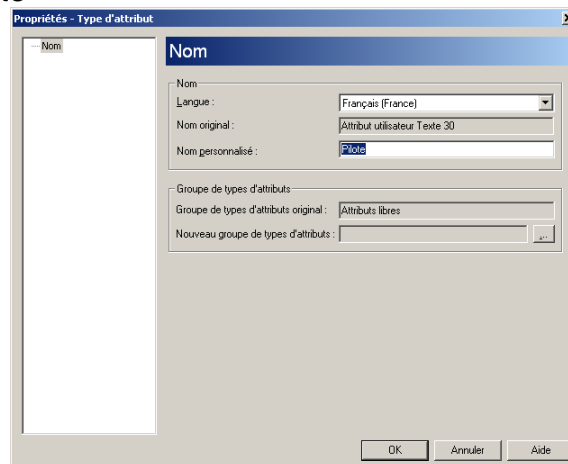 Propriétés - Type d'attribut
Nom
Nom
Nom
Langue :
Français (France)
Nom original :
Attribut utilisateur Texte 30
Nom personnalisé :
Pilote
Groupe de types d'attributs
Groupe de types d'attributs original :
Attributs libres
Nouveau groupe de types d'attributs :
...
OK
Annuler
Aide